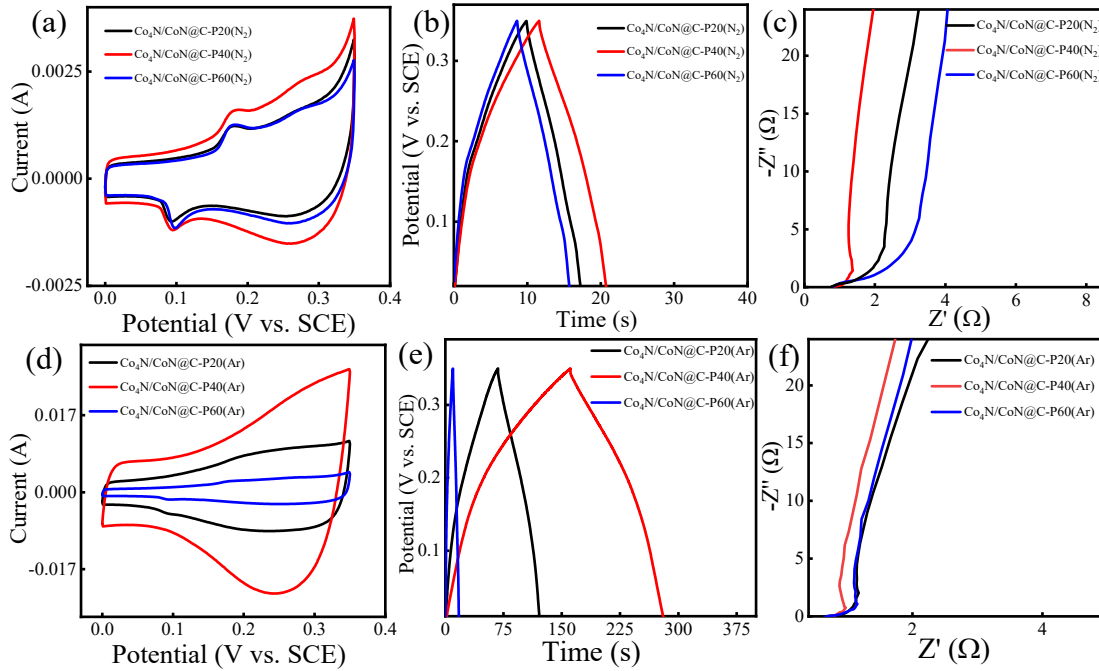 (a)
Co₄N/CoN@C-P20(N₂)
Co₄N/CoN@C-P40(N₂)
Co₄N/CoN@C-P60(N₂)
0.0025
0.0000
-0.0025
Current (A)
0.0 0.1 0.2 0.3 0.4
Potential (V vs. SCE)
(b)
Co₄N/CoN@C-P20(N₂)
Co₄N/CoN@C-P40(N₂)
Co₄N/CoN@C-P60(N₂)
0.3
0.1
Potential (V vs. SCE)
0 10 20 30 40
Time (s)
(c)
Co₄N/CoN@C-P20(N₂)
Co₄N/CoN@C-P40(N₂)
Co₄N/CoN@C-P60(N₂)
20
10
5
0
-Z" (Ω)
0 2 4 6 8
Z' (Ω)
(d)
Co₄N/CoN@C-P20(Ar)
Co₄N/CoN@C-P40(Ar)
Co₄N/CoN@C-P60(Ar)
0.017
0.000
-0.017
Current (A)
0.0 0.1 0.2 0.3 0.4
Potential (V vs. SCE)
(e)
Co₄N/CoN@C-P20(Ar)
Co₄N/CoN@C-P40(Ar)
Co₄N/CoN@C-P60(Ar)
0.3
0.2
0.1
Potential (V vs. SCE)
0 75 150 225 300 375
Time (s)
(f)
Co₄N/CoN@C-P20(Ar)
Co₄N/CoN@C-P40(Ar)
Co₄N/CoN@C-P60(Ar)
20
15
10
5
0
-Z" (Ω)
2 4
Z' (Ω)